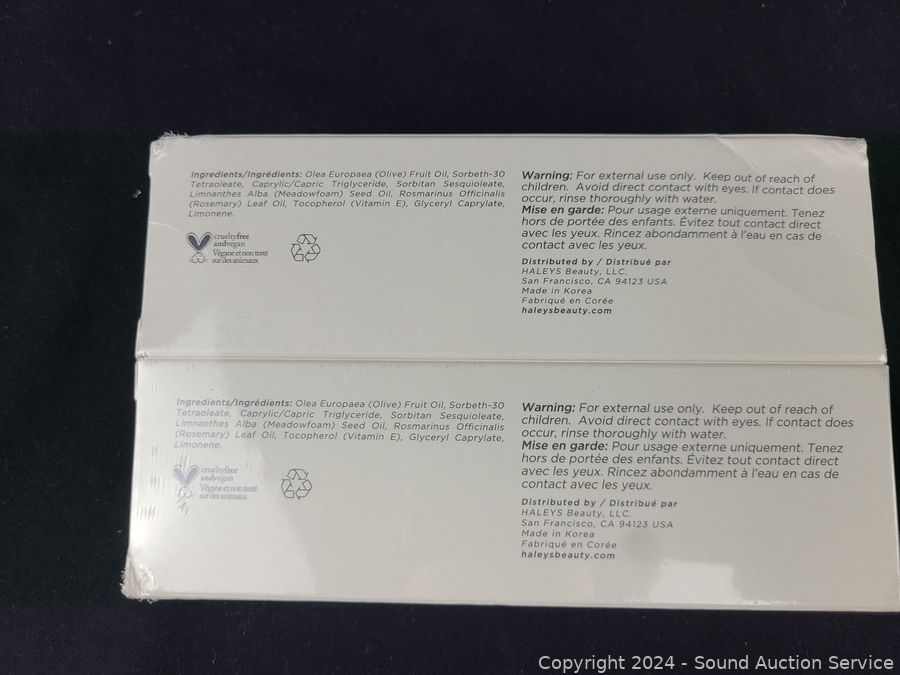 Ingredients/Ingrédients: Olea Europaea (Olive) Fruit Oil, Sorbeth-30
Tetraoleate, Caprylic/Capric Triglyceride, Sorbitan Sesquioleate,
Limnanthes Alba (Meadowfoam) Seed Oil, Rosmarinus Officinalis
(Rosemary) Leaf Oil, Tocopherol (Vitamin E), Glyceryl Caprylate,
Limonene.
crueltyfree
andvegan
Végane et non testé
sur des animaux
Warning: For external use only. Keep out of reach of
children. Avoid direct contact with eyes. If contact does
occur, rinse thoroughly with water.
Mise en garde: Pour usage externe uniquement. Tenez
hors de portée des enfants. Évitez tout contact direct
avec les yeux. Rincez abondamment à l'eau en cas de
contact avec les yeux.
Distributed by / Distribué par
HALEYS Beauty, LLC.
San Francisco, CA 94123 USA
Made in Korea
Fabriqué en Corée
haleysbeauty.com
Ingredients/Ingrédients: Olea Europaea (Olive) Fruit Oil, Sorbeth-30
Tetraoleate, Caprylic/Capric Triglyceride, Sorbitan Sesquioleate,
Limnanthes Alba (Meadowfoam) Seed Oil, Rosmarinus Officinalis
(Rosemary) Leaf Oil, Tocopherol (Vitamin E), Glyceryl Caprylate,
Limonene.
crueltyfree
andvegan
Végane et non testé
sur des animaux
Warning: For external use only. Keep out of reach of
children. Avoid direct contact with eyes. If contact does
occur, rinse thoroughly with water.
Mise en garde: Pour usage externe uniquement. Tenez
hors de portée des enfants. Évitez tout contact direct
avec les yeux. Rincez abondamment à l'eau en cas de
contact avec les yeux.
Distributed by / Distribué par
HALEYS Beauty, LLC.
San Francisco, CA 94123 USA
Made in Korea
Fabriqué en Corée
haleysbeauty.com
Copyright 2024 - Sound Auction Service